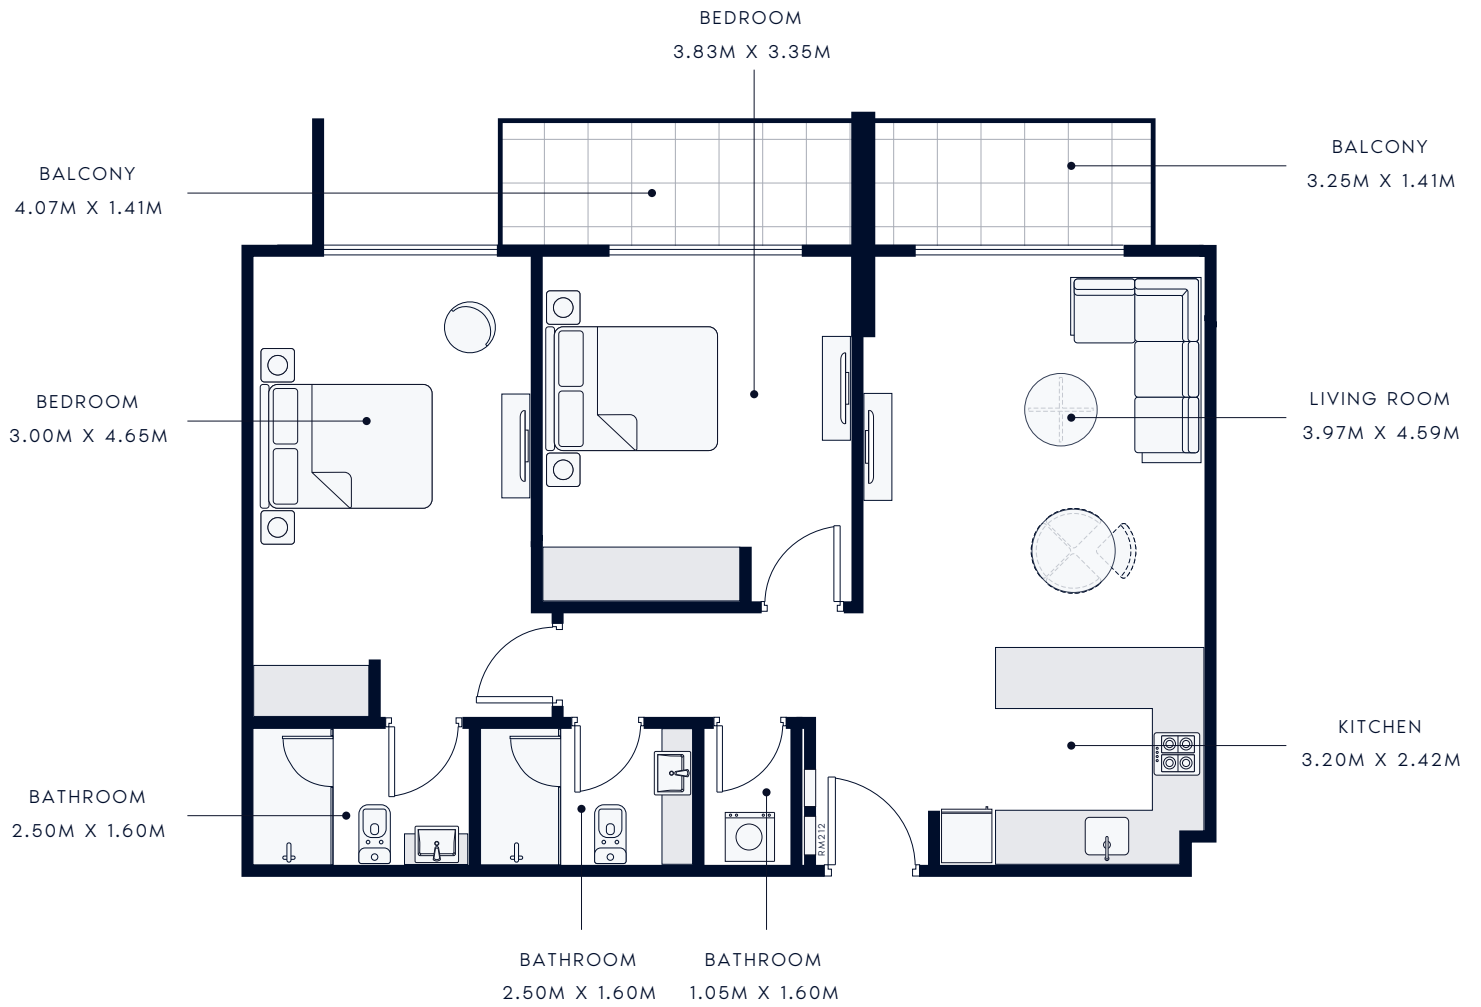 BEDROOM
3.83M X 3.35M
BALCONY
4.07M X 1.41M
BALCONY
3.25M X 1.41M
BEDROOM
3.00M X 4.65M
LIVING ROOM
3.97M X 4.59M
KITCHEN
3.20M X 2.42M
BATHROOM
2.50M X 1.60M
RM212
BATHROOM
2.50M X 1.60M
BATHROOM
1.05M X 1.60M